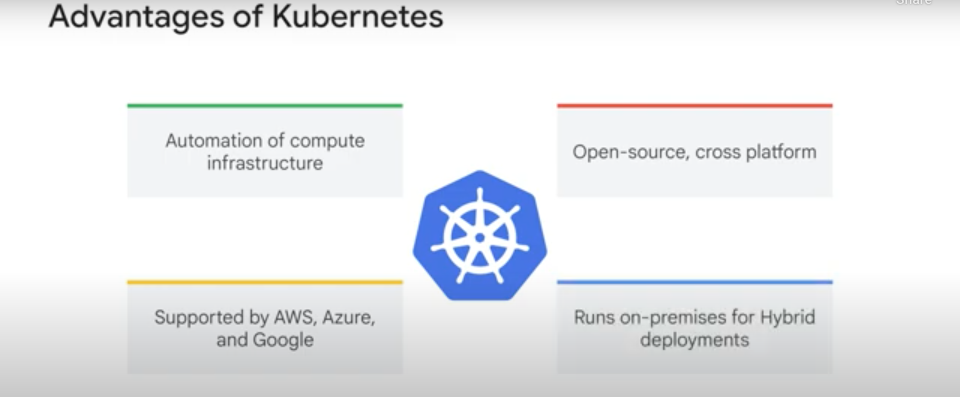 Share
Advantages of Kubernetes
Automation of compute
infrastructure
Open-source, cross platform
Supported by AWS, Azure,
and Google
Runs on-premises for Hybrid
deployments